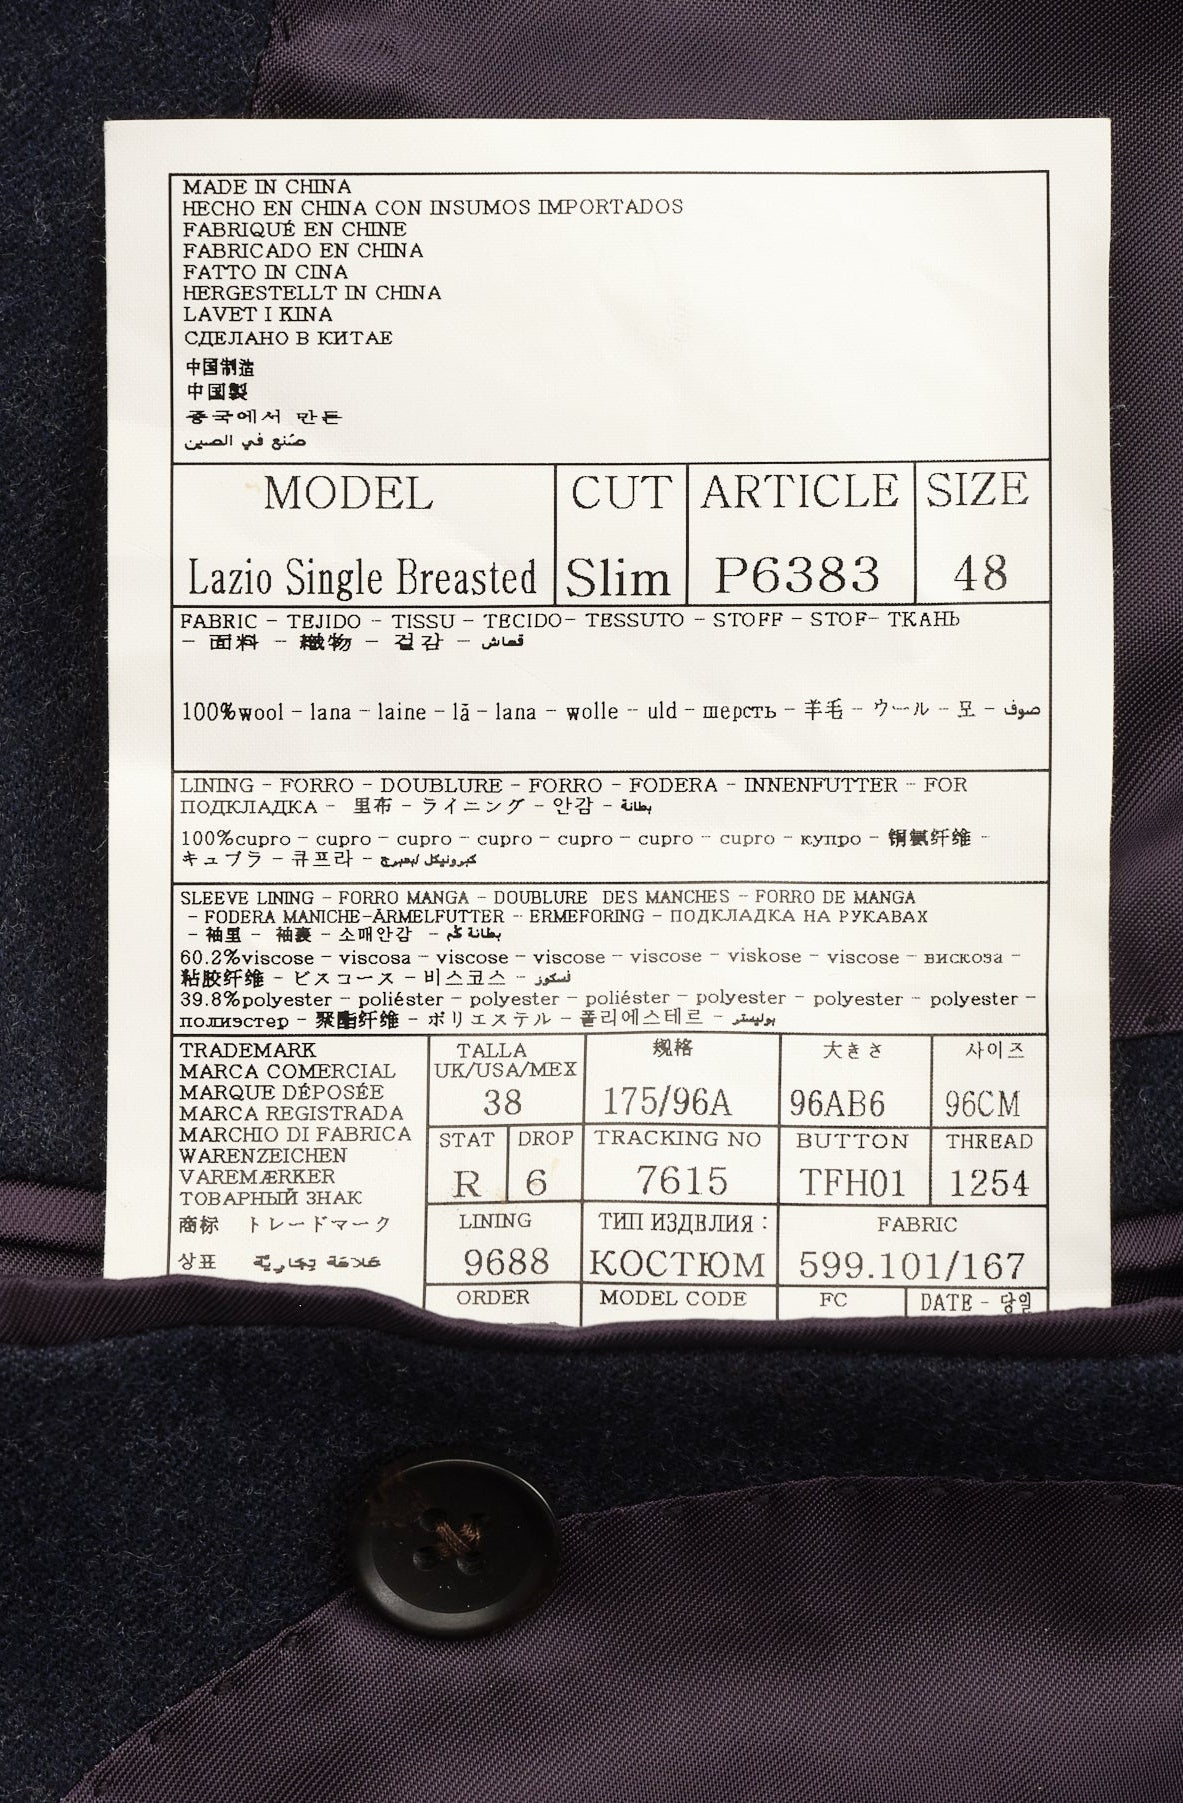 MADE IN CHINA
HECHO EN CHINA CON INSUMOS IMPORTADOS
FABRIQUÉ EN CHINE
FABRICADO EN CHINA
FATTO IN CINA
HERGESTELLT IN CHINA
LAVET I KINA
СДЕЛАНО В КИТАЕ
中国制造
中国製
중국에서 만든
صنع في الصين
MODEL CUT ARTICLE SIZE
Lazio Single Breasted Slim P6383 48
FABRIC - TEJIDO - TISSU - TECIDO- TESSUTO - STOFF - STOF- ТКАНЬ
- 面料 - 織物 - 겉감 - قماش
100%wool - lana - laine - lã - lana - wolle - uld - шерсть - 羊毛 - ウール - 모 - صوف
LINING - FORRO - DOUBLURE - FORRO - FODERA - INNENFUTTER - FOR
ПОДКЛАДКА - 里布 - ライニング - 안감 - بطانة
100%cupro - cupro - cupro - cupro - cupro - cupro - cupro - купро - 铜氨纤维 -
キュプラ - 큐프라 -
SLEEVE LINING - FORRO MANGA - DOUBLURE DES MANCHES - FORRO DE MANGA
- FODERA MANICHE-ÄRMELFUTTER - ERMEFORING - ПОДКЛАДКА НА РУКАВАХ
- 袖里 - 袖裏 - 소매안감 - بطانة كم
60.2%viscose - viscosa - viscose - viscose - viscose - viskose - viscose - вискоза -
粘胶纤维 - ビスコース - 비스코스 - فسكوز
39.8%polyester - poliéster - polyester - poliéster - polyester - polyester - polyester -
полиэстер - 聚酯纤维 - ポリエステル - 폴리에스테르 - بوليستر
TRADEMARK
MARCA COMERCIAL
MARQUE DÉPOSÉE
MARCA REGISTRADA
MARCHIO DI FABRICA
WARENZEICHEN
VAREMÆRKER
ТОВАРНЫЙ ЗНАК
商标 トレードマーク
상표 علامة تجارية
TALLA 规格 大きさ 사이즈
UK/USA/MEX
38 175/96A 96AB6 96CM
STAT DROP TRACKING NO BUTTON THREAD
R 6 7615 TFH01 1254
LINING ТИП ИЗДЕЛИЯ: FABRIC
9688 КОСТЮМ 599.101/167
ORDER MODEL CODE FC DATE - 당일